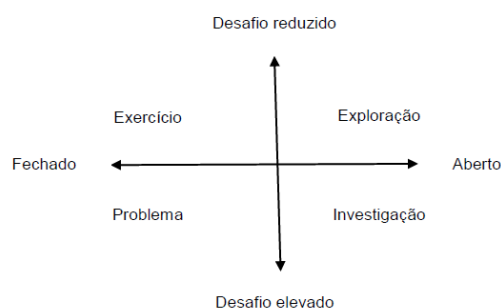 Desafio reduzido
Exercício
Exploração
Fechado
Aberto
Problema
Investigação
Desafio elevado